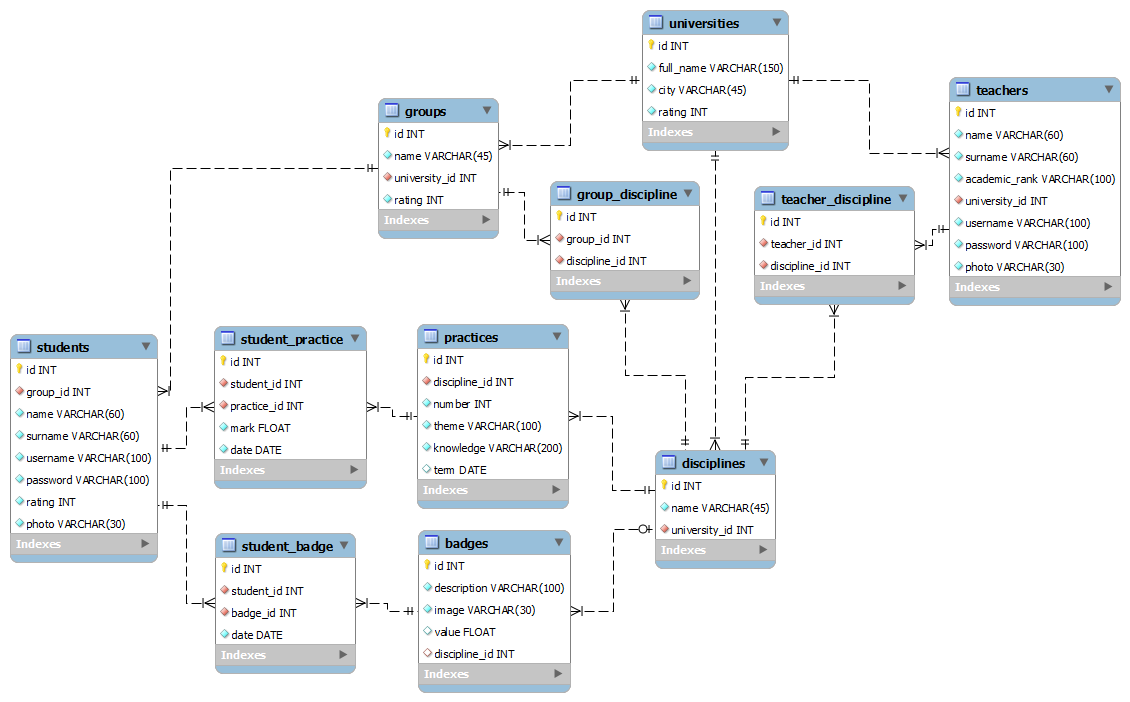 universities
id INT
full_name VARCHAR(150)
city VARCHAR(45)
rating INT
Indexes
teachers
id INT
name VARCHAR(60)
surname VARCHAR(60)
academic_rank VARCHAR(100)
university_id INT
username VARCHAR(100)
password VARCHAR(100)
photo VARCHAR(30)
Indexes
groups
id INT
name VARCHAR(45)
university_id INT
rating INT
Indexes
group_discipline
id INT
group_id INT
discipline_id INT
Indexes
teacher_discipline
id INT
teacher_id INT
discipline_id INT
Indexes
students
id INT
group_id INT
name VARCHAR(60)
surname VARCHAR(60)
username VARCHAR(100)
password VARCHAR(100)
rating INT
photo VARCHAR(30)
Indexes
student_practice
id INT
student_id INT
practice_id INT
mark FLOAT
date DATE
Indexes
practices
id INT
discipline_id INT
number INT
theme VARCHAR(100)
knowledge VARCHAR(200)
term DATE
Indexes
disciplines
id INT
name VARCHAR(45)
university_id INT
Indexes
student_badge
id INT
student_id INT
badge_id INT
date DATE
Indexes
badges
id INT
description VARCHAR(100)
image VARCHAR(30)
value FLOAT
discipline_id INT
Indexes